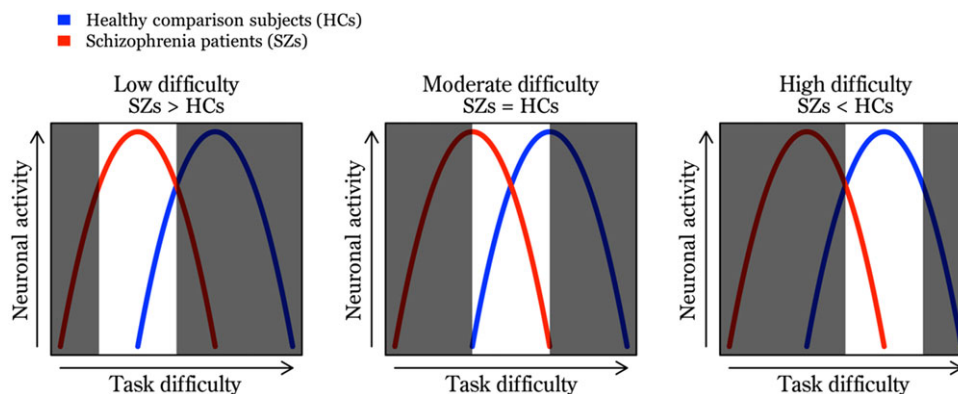 Healthy comparison subjects (HCs)
Schizophrenia patients (SZs)
Low difficulty
SZs > HCs
Neuronal activity
Task difficulty
Moderate difficulty
SZs = HCs
Neuronal activity
Task difficulty
High difficulty
SZs < HCs
Neuronal activity
Task difficulty